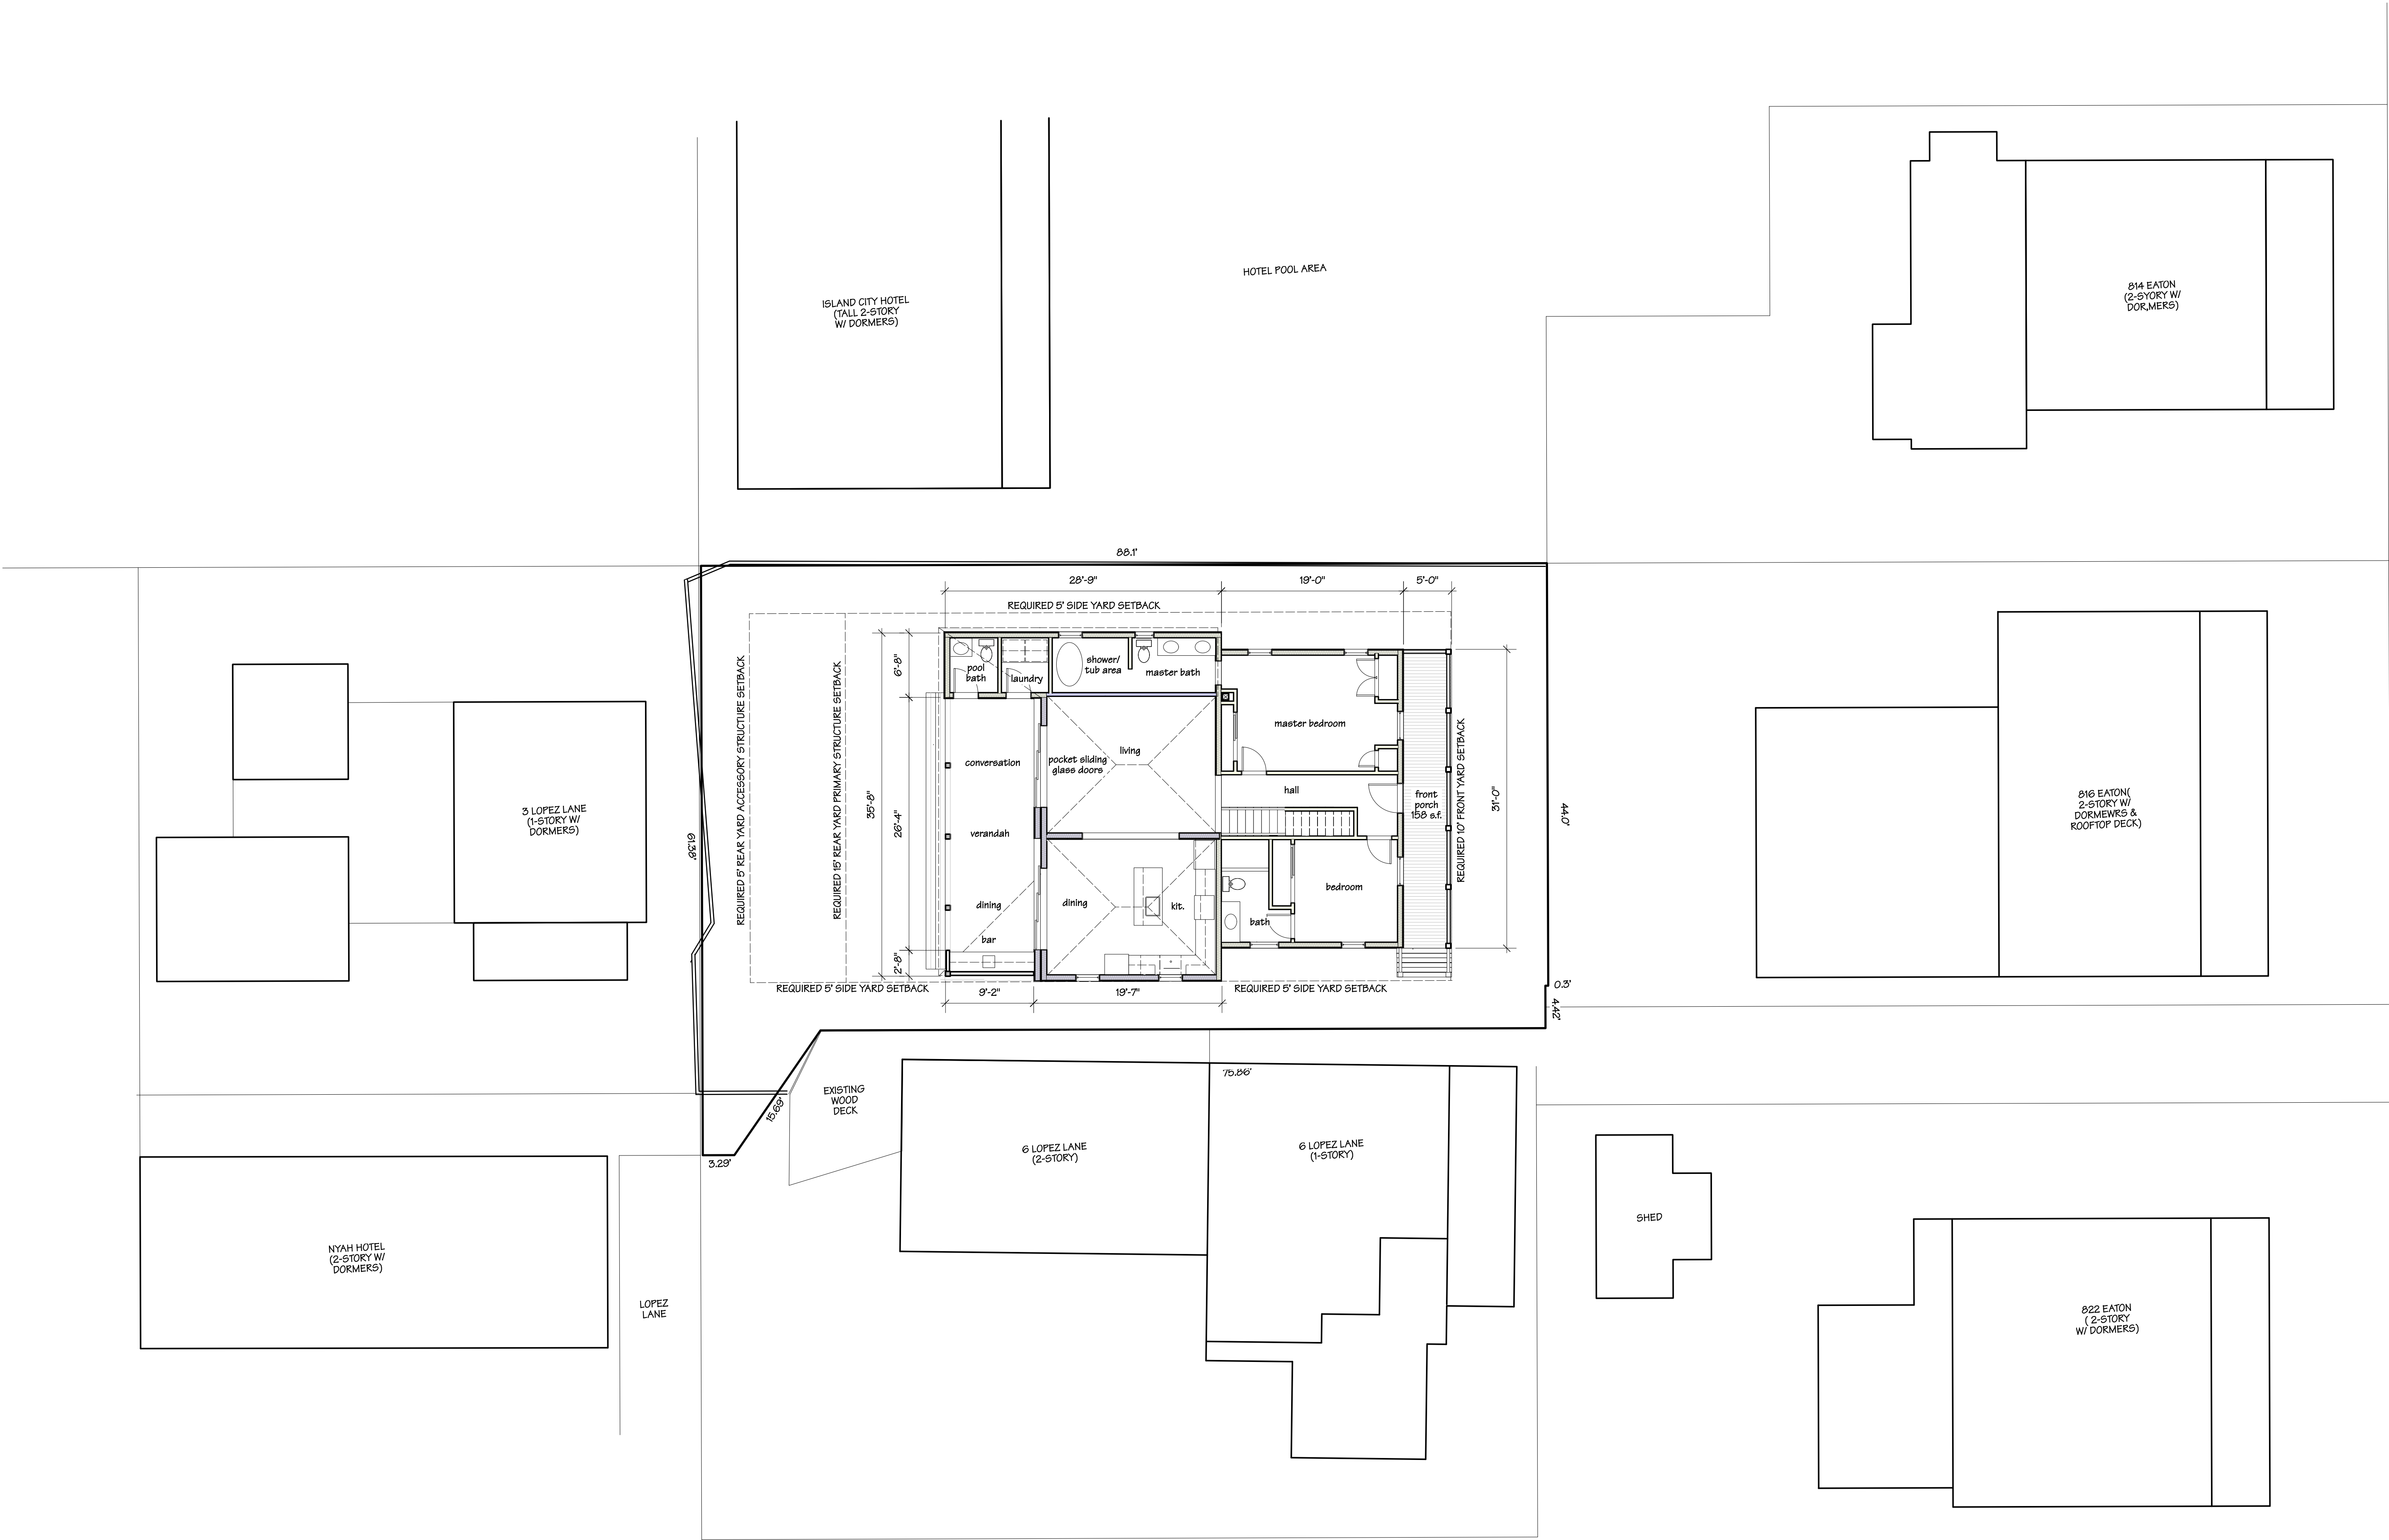 HOTEL POOL AREA
ISLAND CITY HOTEL
(TALL 2-STORY
W/ DORMERS)
814 EATON
(2-SYORY W/
DOR,MERS)
88.1'
28'-9"
19'-0"
5'-0"
REQUIRED 5' SIDE YARD SETBACK
REQUIRED 5' REAR YARD ACCESSORY STRUCTURE SETBACK
REQUIRED 15' REAR YARD PRIMARY STRUCTURE SETBACK
35'-8"
6'-8"
26'-4"
2'-8"
61.38'
pool
bath
laundry
shower/
tub area
master bath
master bedroom
living
pocket sliding
glass doors
conversation
hall
front
porch
158 s.f.
REQUIRED 10' FRONT YARD SETBACK
31'-0"
44.0'
verandah
dining
bar
dining
kit.
bath
bedroom
3 LOPEZ LANE
(1-STORY W/
DORMERS)
816 EATON(
2-STORY W/
DORMEWRS &
ROOFTOP DECK)
REQUIRED 5' SIDE YARD SETBACK
9'-2"
19'-7"
REQUIRED 5' SIDE YARD SETBACK
0.3'
4.42'
75.86'
EXISTING
WOOD
DECK
15.69'
3.29'
6 LOPEZ LANE
(2-STORY)
6 LOPEZ LANE
(1-STORY)
SHED
NYAH HOTEL
(2-STORY W/
DORMERS)
LOPEZ
LANE
822 EATON
( 2-STORY
W/ DORMERS)